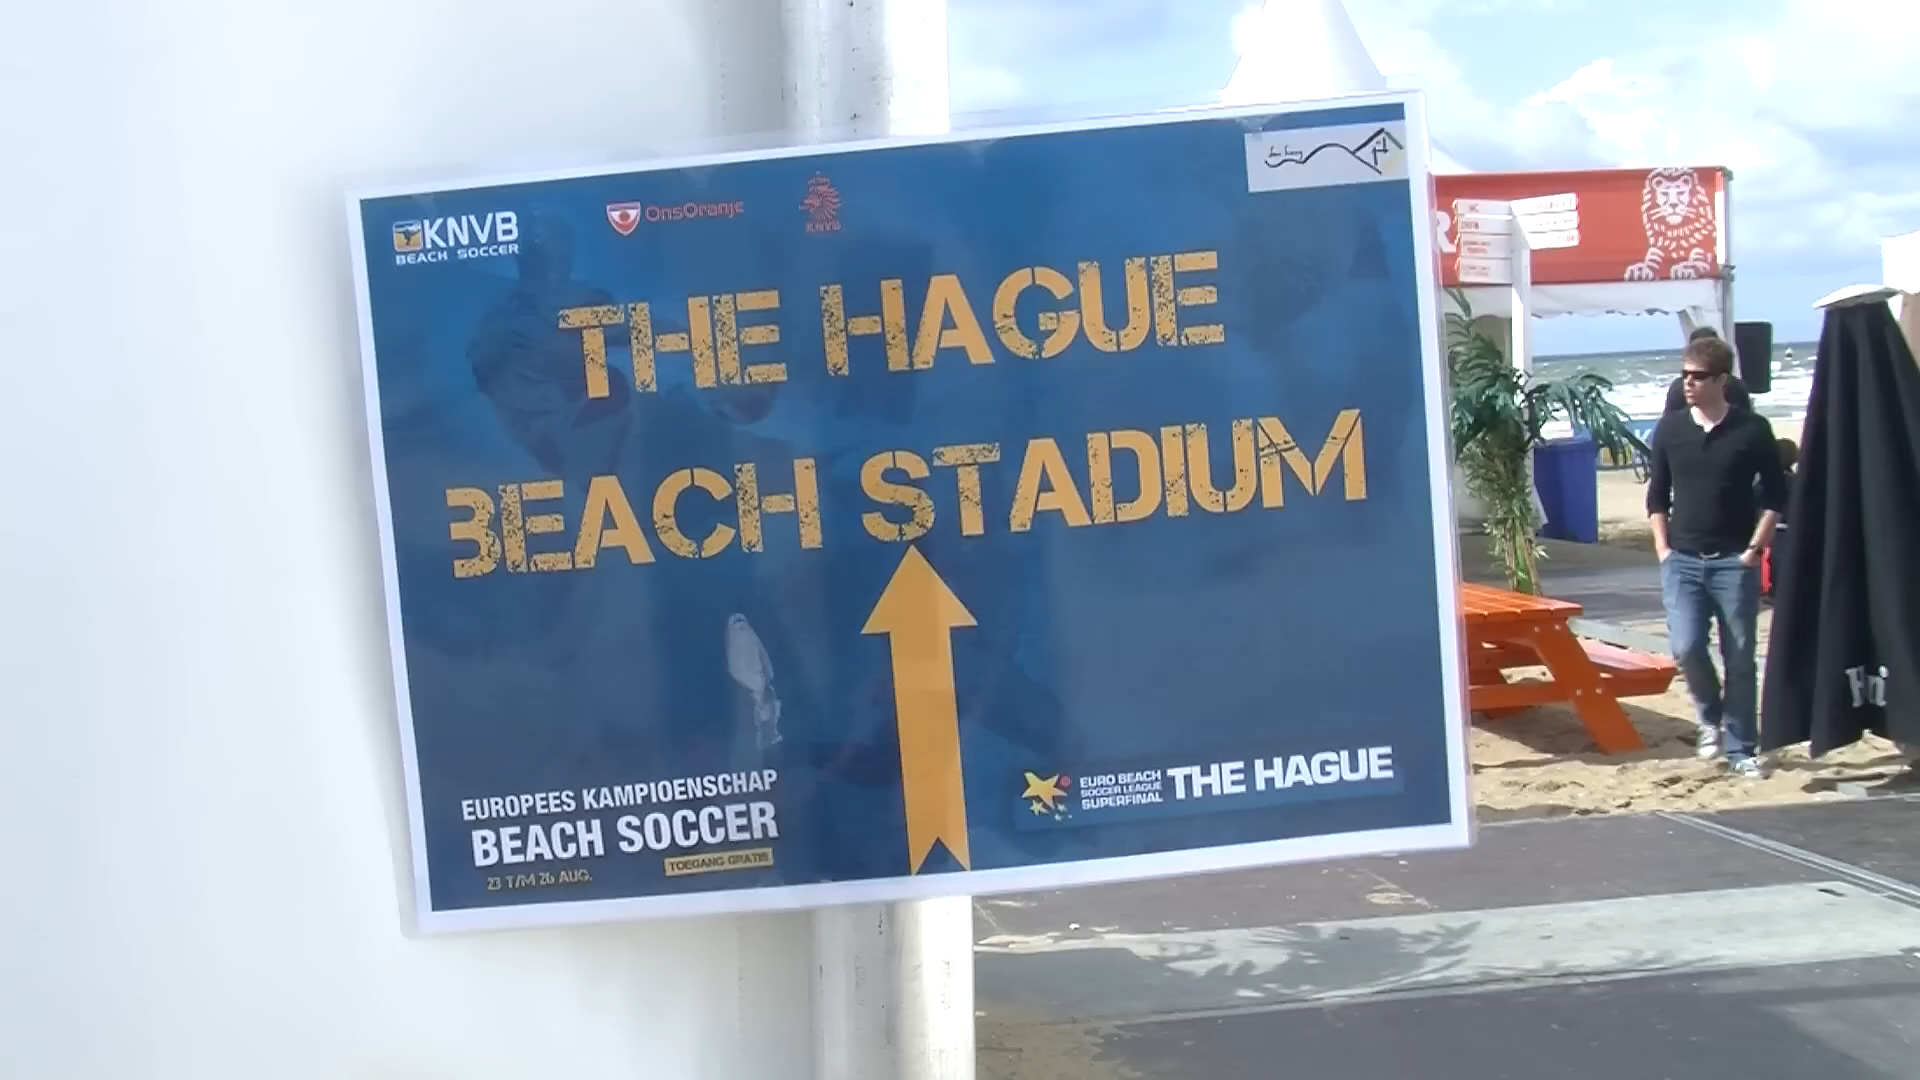 KNVB
BEACH SOCCER
OnsOranje
KNVB
THE HAGUE
BEACH STADIUM
EUROPEES KAMPIOENSCHAP
BEACH SOCCER
TOEGANG GRATIS
23 T/M 26 AUG.
EURO BEACH
SOCCER LEAGUE
SUPERFINAL
THE HAGUE
R